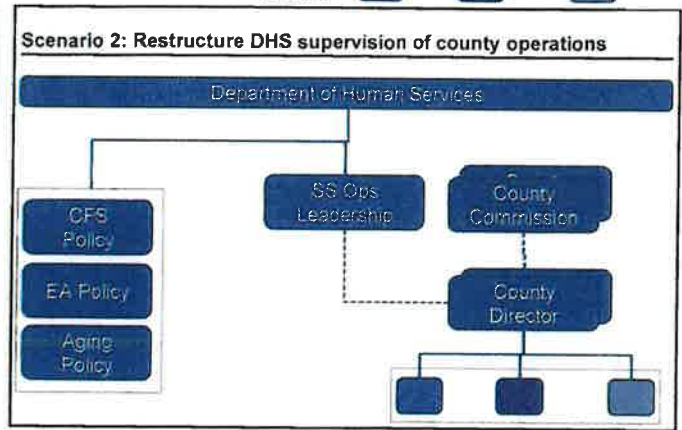 Scenario 2: Restructure DHS supervision of county operations
Department of Human Services
SS Ops
Leadership
County
Commission
CFS
Policy
EA Policy
Aging
Policy
County
Director